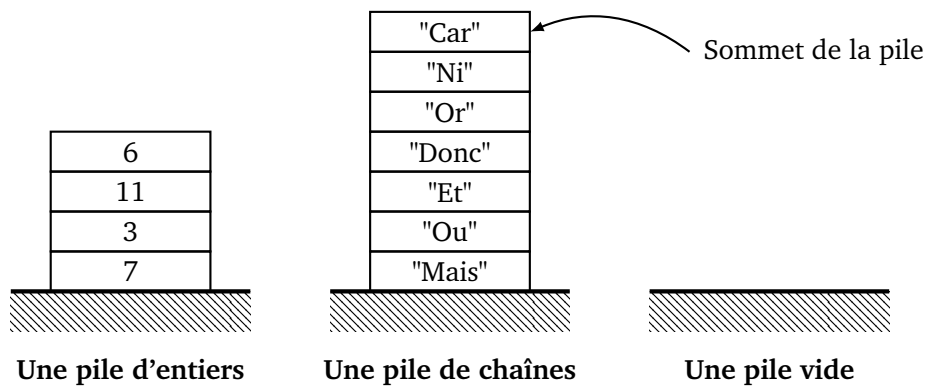 "Car"
Sommet de la pile
"Ni"
"Or"
6
"Donc"
11
"Et"
3
"Ou"
7
"Mais"
Une pile d'entiers
Une pile de chaînes
Une pile vide